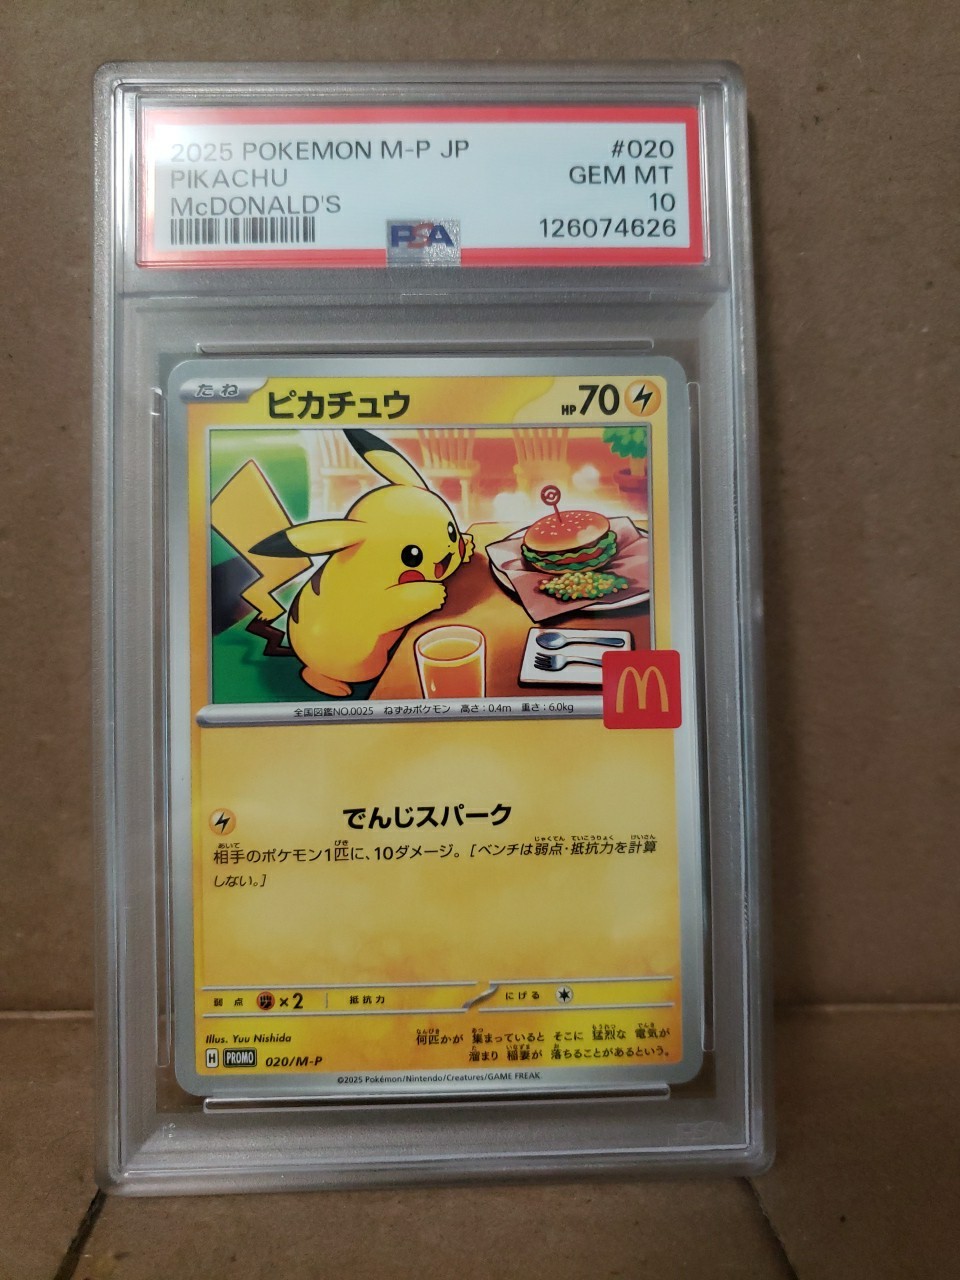 2025 POKEMON M-P JP #020
PIKACHU GEM MT
McDONALD'S 10
PSA 126074626
たね ピカチュウ HP70
M
全国図鑑NO.0025 ねずみポケモン 高さ:0.4m 重さ:6.0kg
でんじスパーク
相手のポケモン1匹に、10ダメージ。[ベンチは弱点・抵抗力を計算
しない。]
弱点 ×2 抵抗力 にげる
Illus. Yuu Nishida
H PROMO 020/M-P
何匹かが 集まっていると そこに 猛烈な 電気が
溜まり 稲妻が 落ちることがあるという。
©2025 Pokémon/Nintendo/Creatures/GAME FREAK.